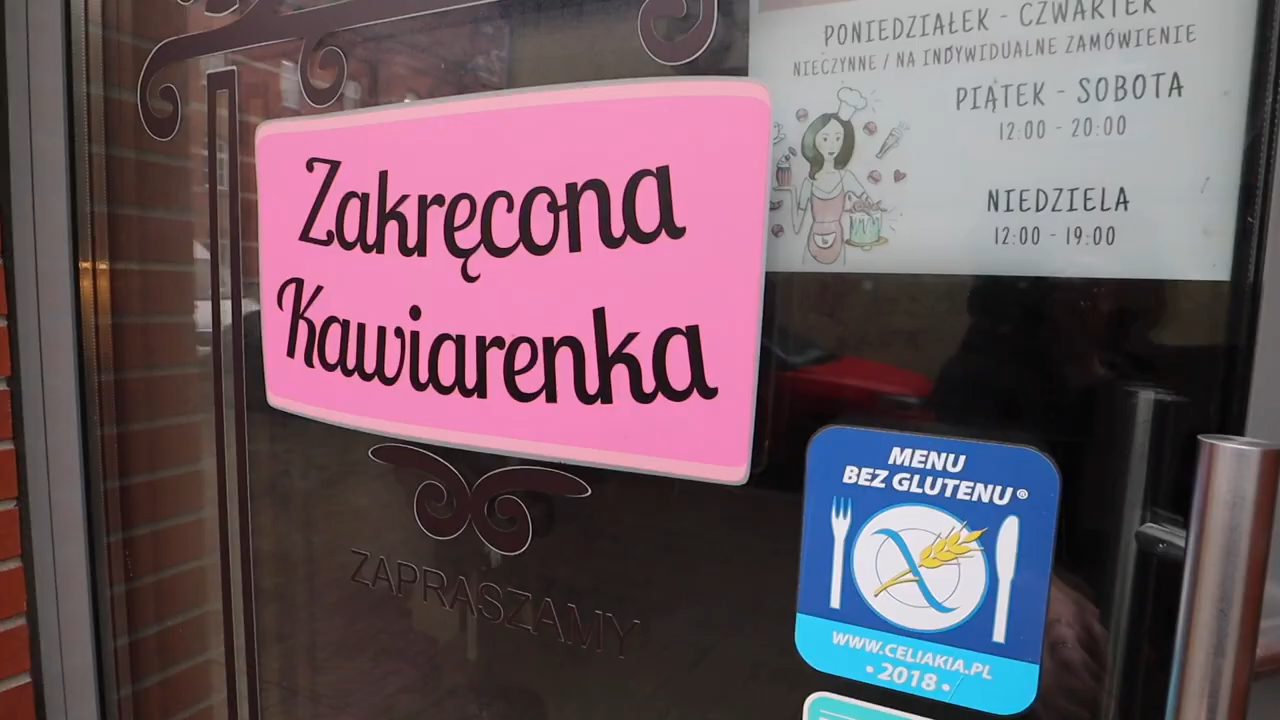 Zakręcona
Kawiarenka
ZAPRASZAMY
PONIEDZIAŁEK - CZWARTEK
NIECZYNNE / NA INDYWIDUALNE ZAMÓWIENIE
PIĄTEK - SOBOTA
12:00 - 20:00
NIEDZIELA
12:00 - 19:00
MENU
BEZ GLUTENU®
WWW.CELIAKIA.PL
• 2018 •